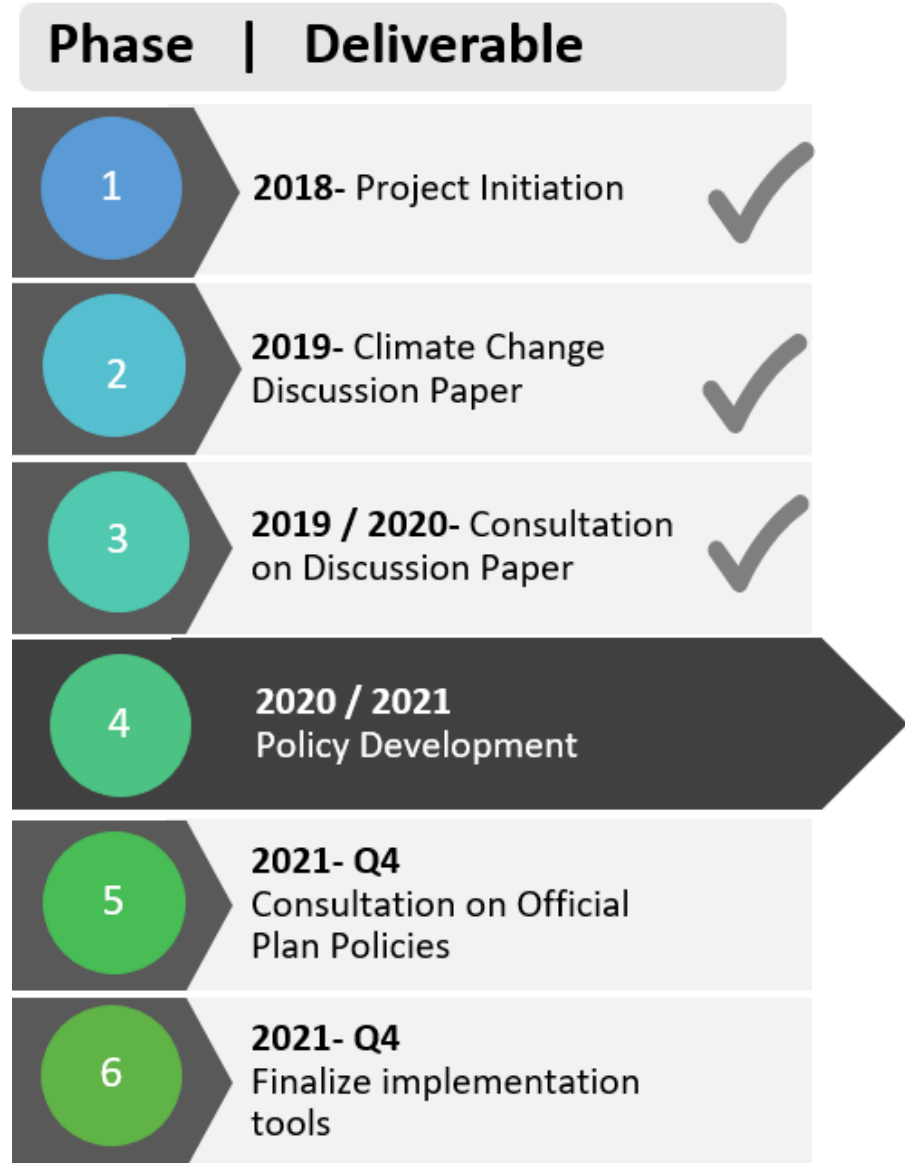 Phase | Deliverable
1
2018- Project Initiation
2
2019- Climate Change
Discussion Paper
3
2019 / 2020- Consultation
on Discussion Paper
4
2020 / 2021
Policy Development
5
2021- Q4
Consultation on Official
Plan Policies
6
2021- Q4
Finalize implementation
tools